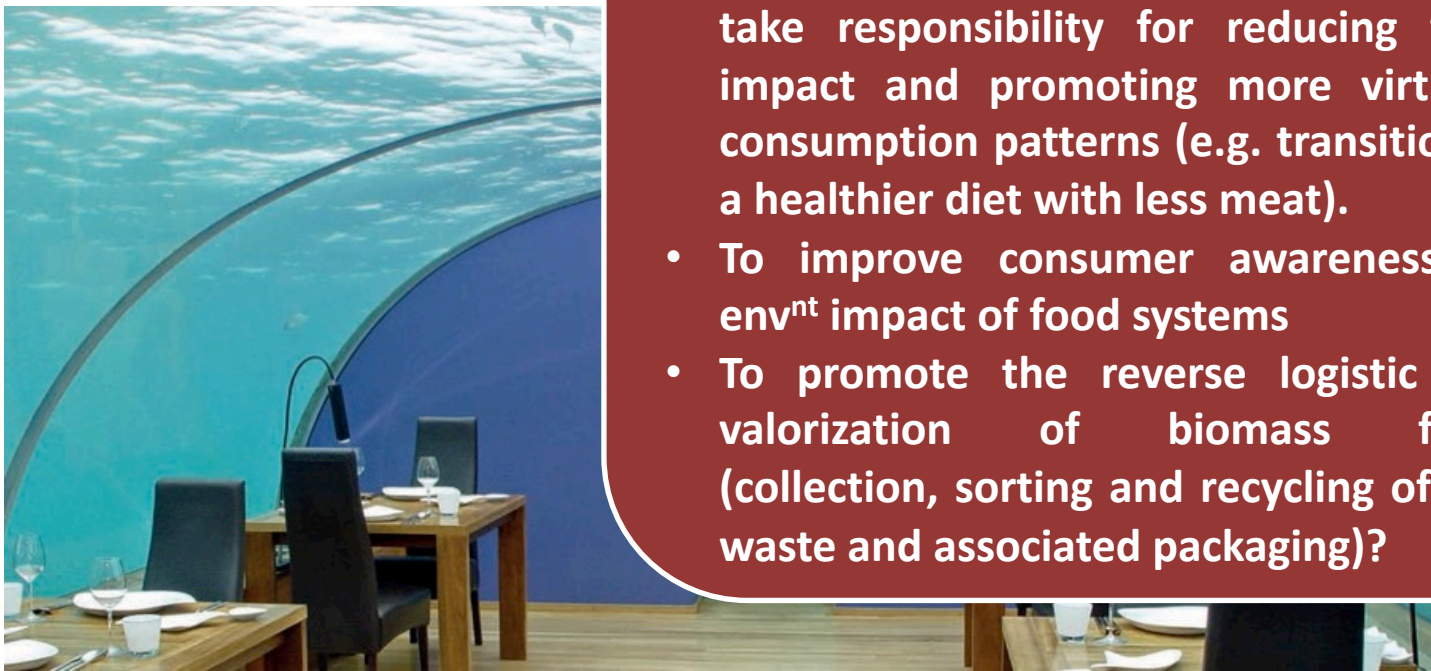 take responsibility for reducing
impact and promoting more
consumption patterns (e.g.
a healthier diet with less meat).
• To improve consumer awareness
envnt impact of food systems
• To promote the reverse logistic
valorization of biomass
(collection, sorting and recycling of
waste and associated packaging)?